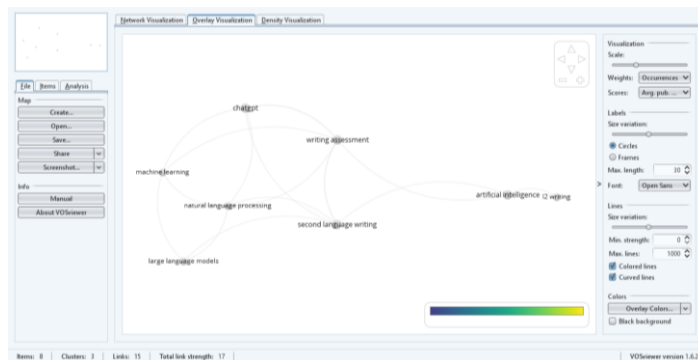 Network Visualization Overlay Visualization Density Visualization
File Items Analysis
Map
Create...
Open...
Save...
Share
Screenshot...
Info
Manual
About VOSviewer
chatgpt
writing assessment
machine learning
artificial intelligence l2 writing
natural language processing
second language writing
large language models
Visualization
Scale:
Weights: Occurrences
Scores: Avg. pub. ...
Labels
Size variation:
Circles
Frames
Max. length: 30
Font: Open Sans
Lines
Size variation:
Min. strength: 0
Max. lines: 1000
Colored lines
Curved lines
Colors
Overlay Colors...
Black background
Items: 8 Clusters: 3 Links: 15 Total link strength: 17
VOSviewer version